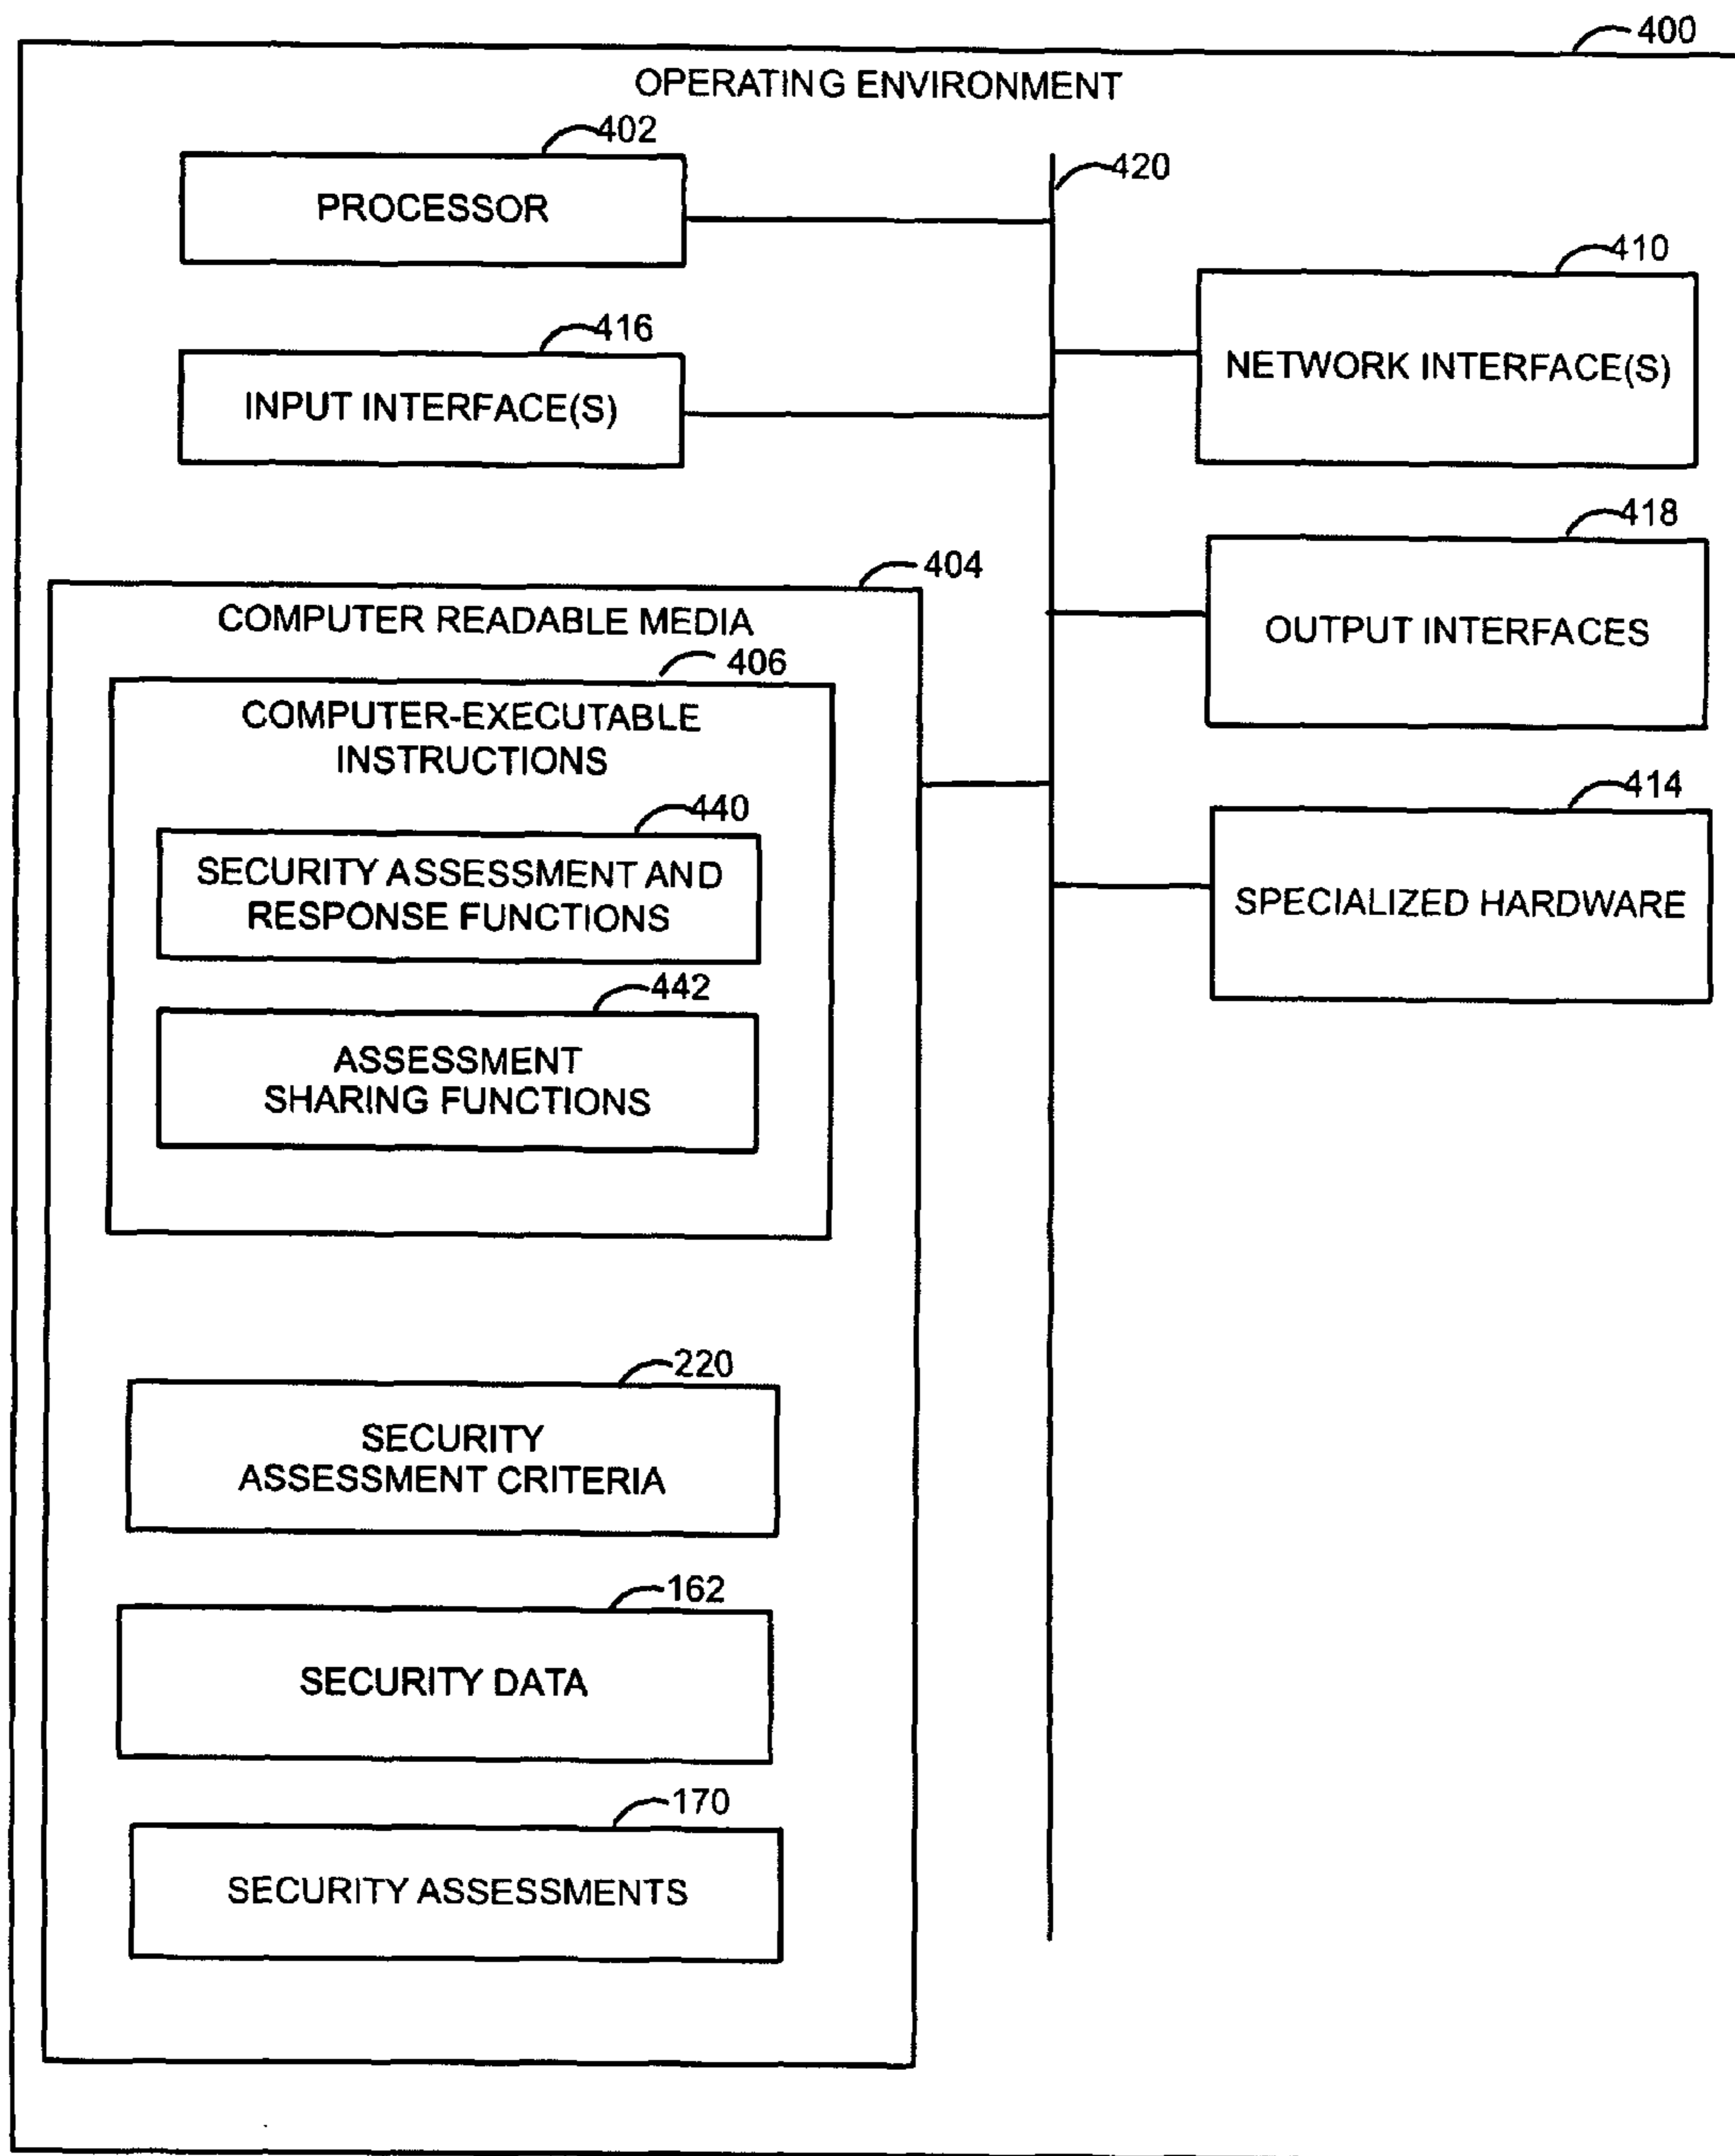 400
OPERATING ENVIRONMENT
402
PROCESSOR
420
410
NETWORK INTERFACE(S)
416
INPUT INTERFACE(S)
418
OUTPUT INTERFACES
404
COMPUTER READABLE MEDIA
406
COMPUTER-EXECUTABLE
INSTRUCTIONS
414
SPECIALIZED HARDWARE
440
SECURITY ASSESSMENT AND
RESPONSE FUNCTIONS
442
ASSESSMENT
SHARING FUNCTIONS
220
SECURITY
ASSESSMENT CRITERIA
162
SECURITY DATA
170
SECURITY ASSESSMENTS